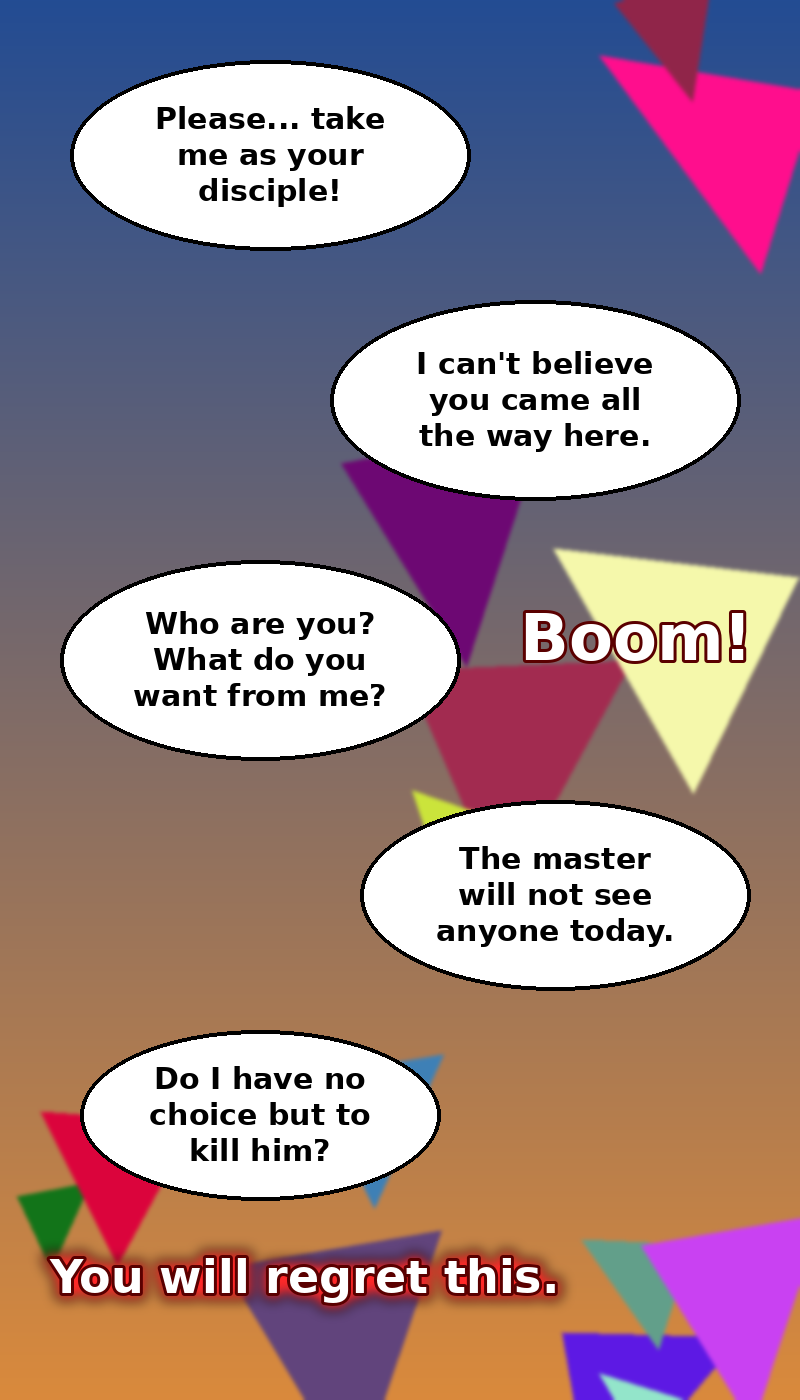 Please... take
me as your
disciple!
I can't believe
you came all
the way here.
Who are you?
What do you
want from me?
Boom!
The master
will not see
anyone today.
Do I have no
choice but to
kill him?
You will regret this.